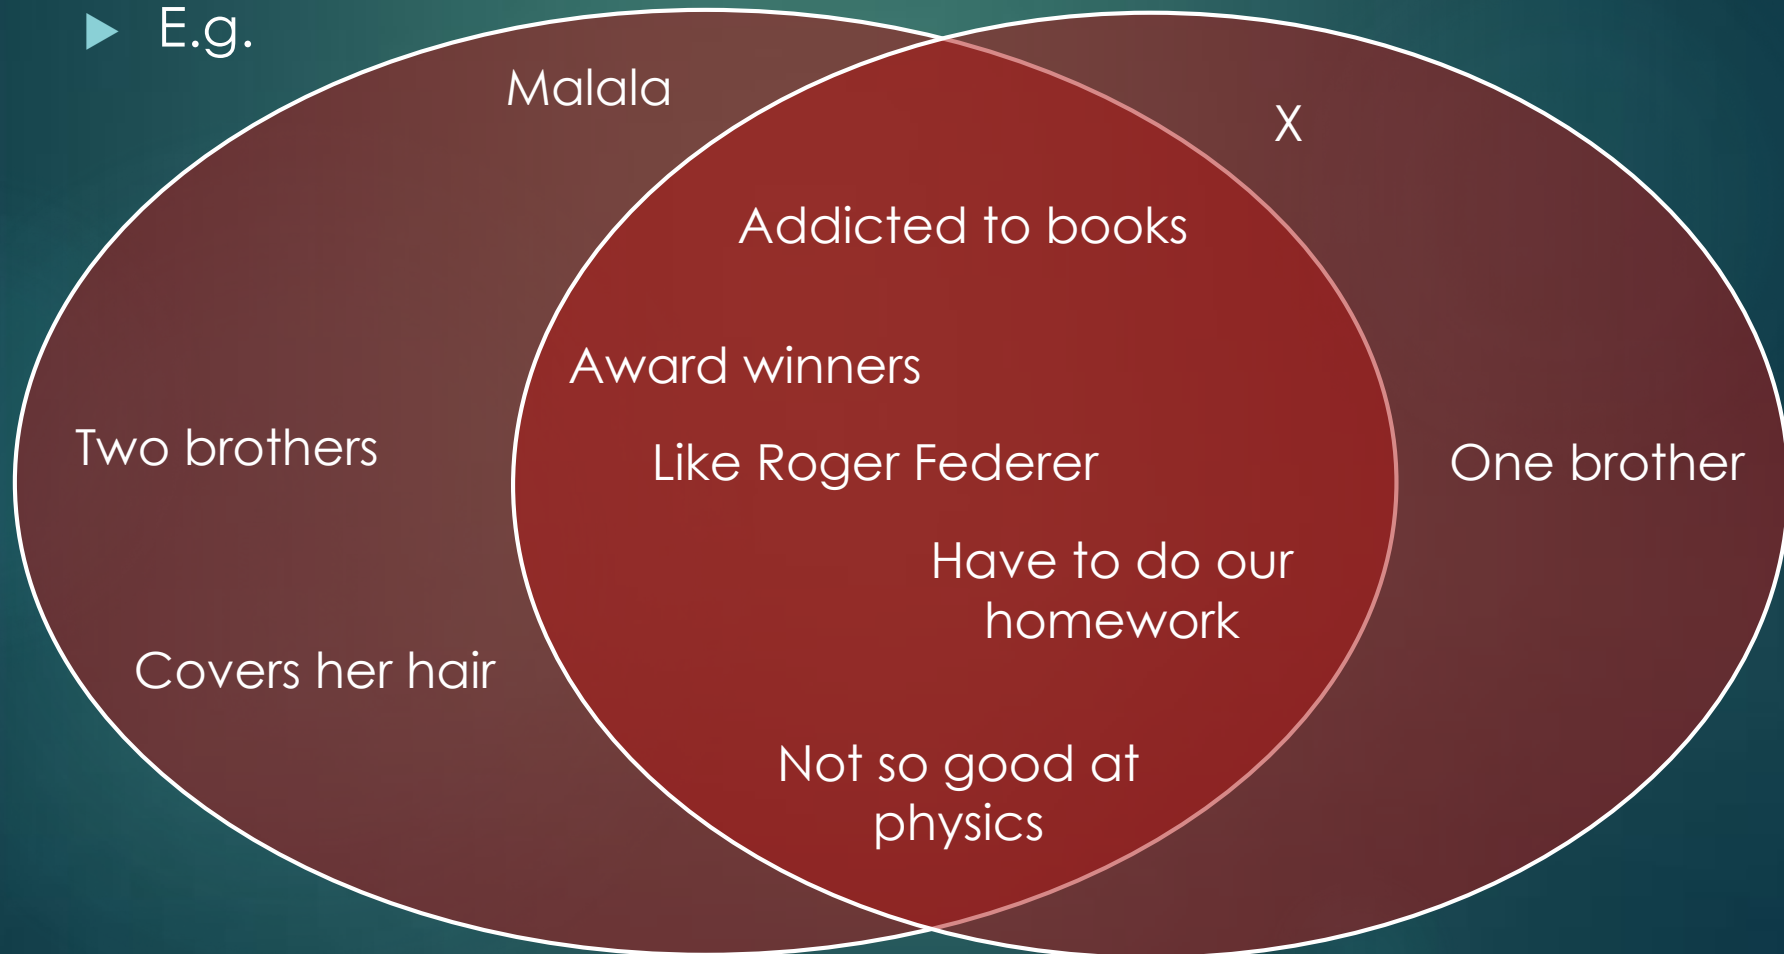 E.g.
Malala
X
Addicted to books
Award winners
Two brothers
Like Roger Federer
One brother
Have to do our
homework
Covers her hair
Not so good at
physics